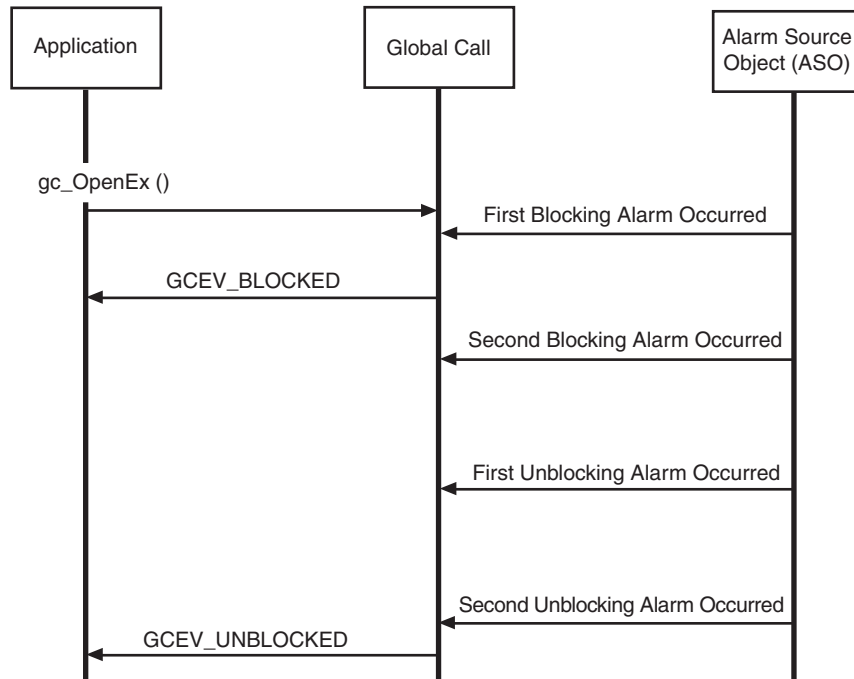 Application
Global Call
Alarm Source
Object (ASO)
gc_OpenEx ()
First Blocking Alarm Occurred
GCEV_BLOCKED
Second Blocking Alarm Occurred
First Unblocking Alarm Occurred
Second Unblocking Alarm Occurred
GCEV_UNBLOCKED